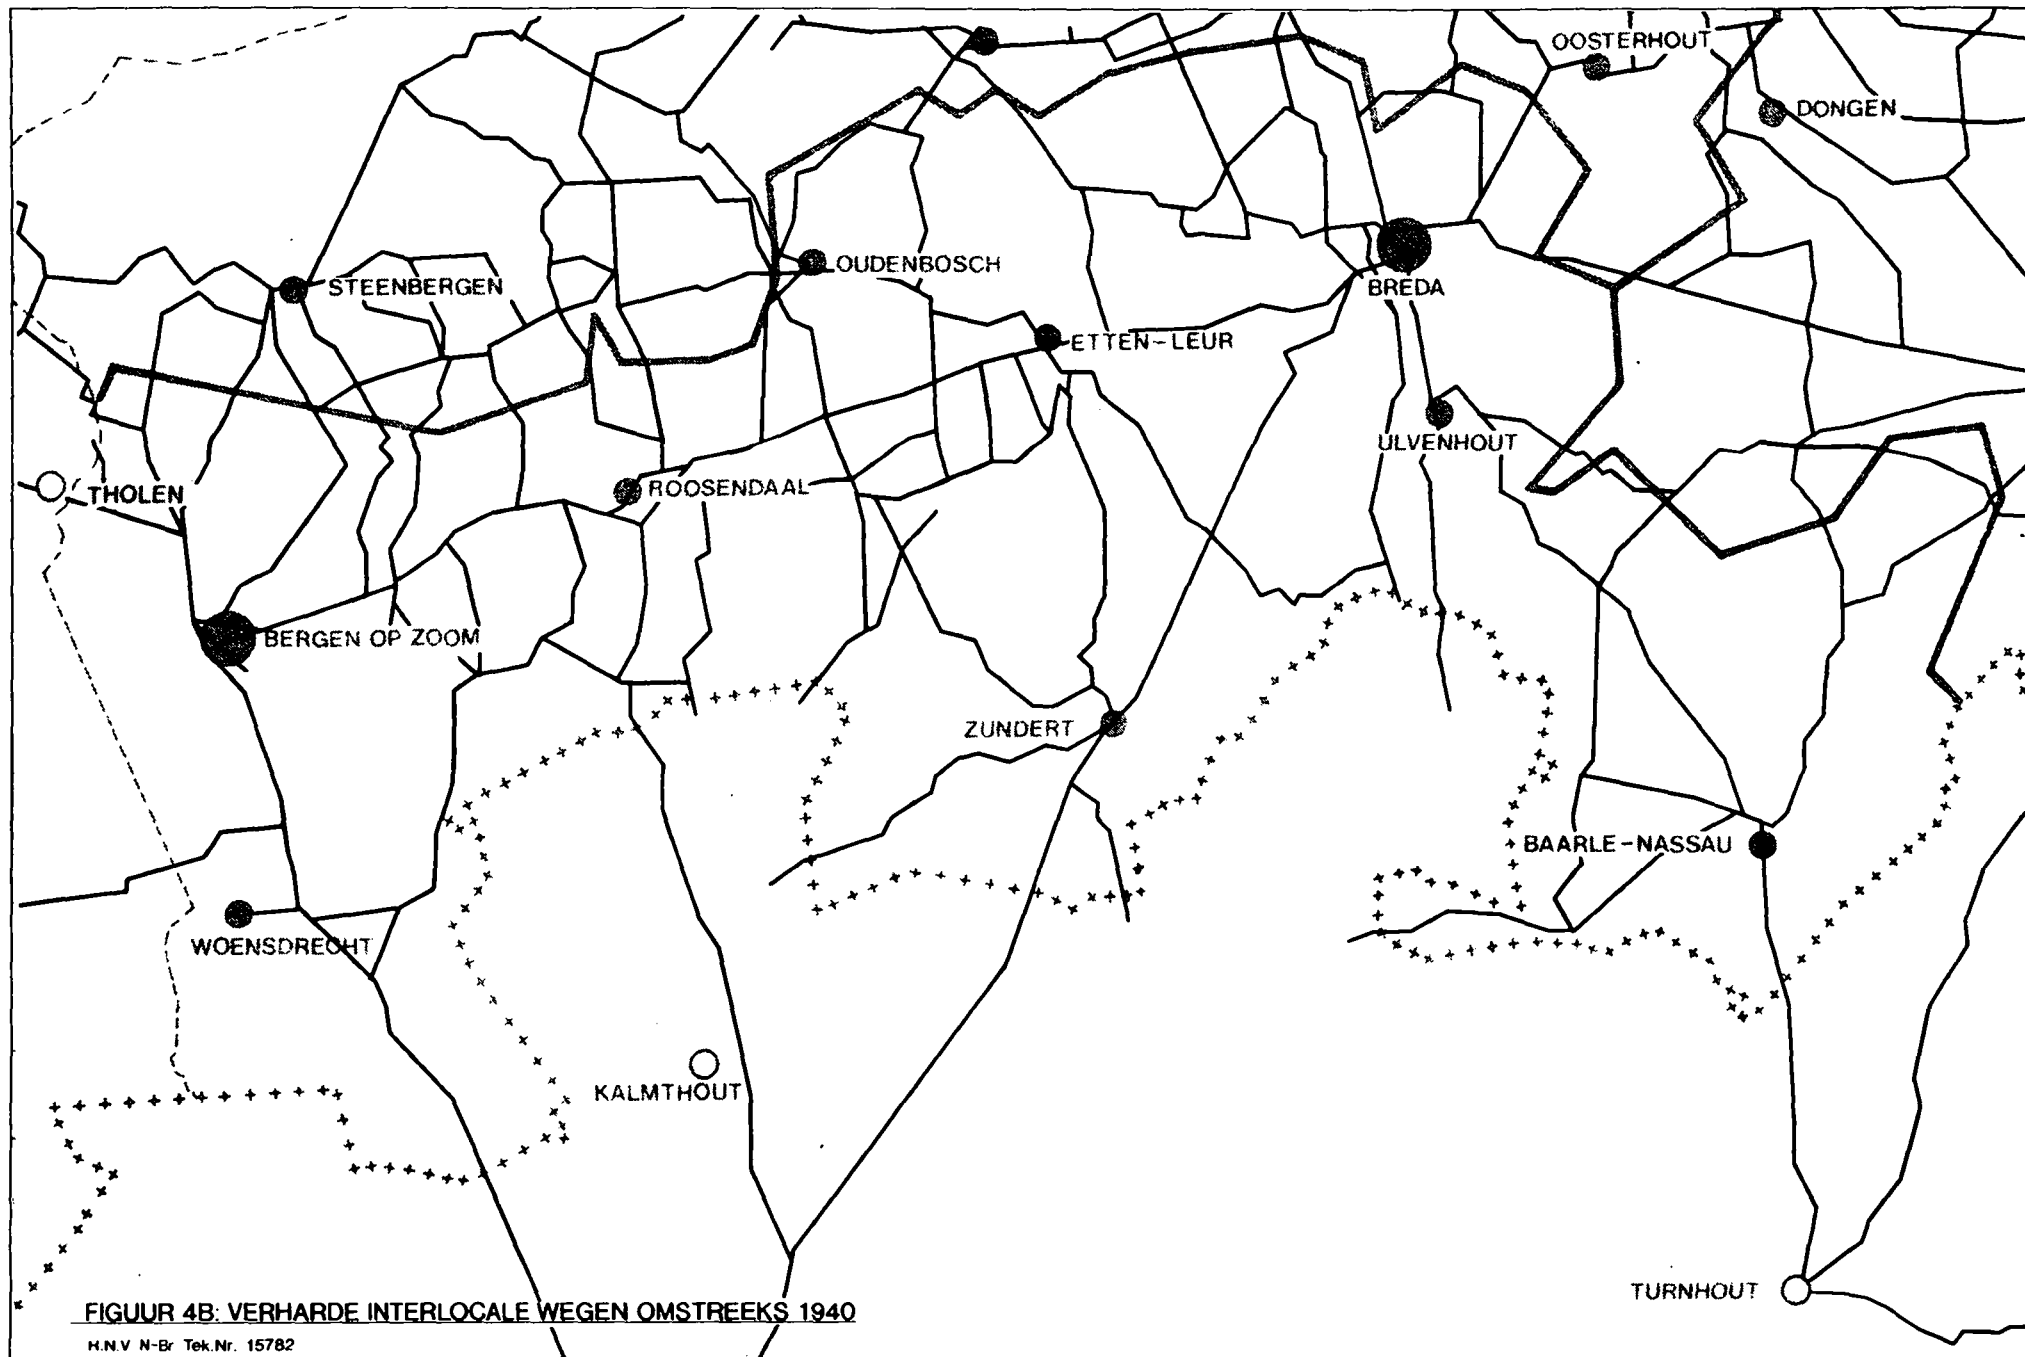 OOSTERHOUT
DONGEN
OUDENBOSCH
STEENBERGEN
BREDA
ETTEN-LEUR
ULVENHOUT
THOLEN
ROOSENDAAL
BERGEN OP ZOOM
ZUNDERT
BAARLE-NASSAU
WOENSDRECHT
KALMTHOUT
TURNHOUT
FIGUUR 4B: VERHARDE INTERLOCALE WEGEN OMSTREEKS 1940
H.N.V N-Br Tek.Nr. 15782